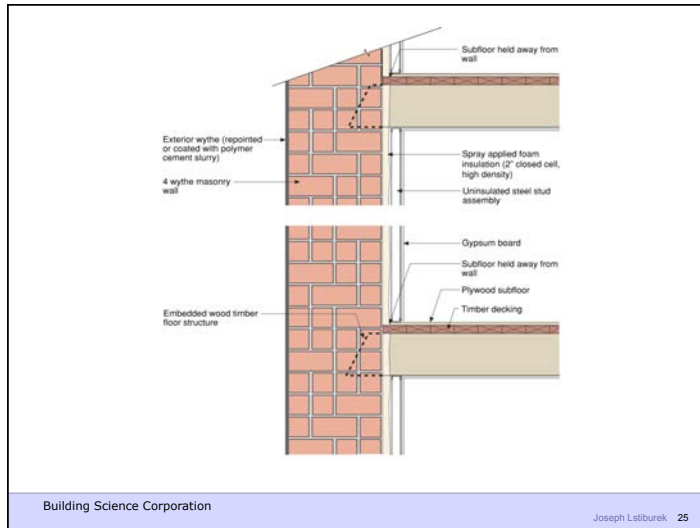 Subfloor held away from
wall
Exterior wythe (repointed
or coated with polymer
cement slurry)
4 wythe masonry
wall
Spray applied foam
insulation (2" closed cell,
high density)
Uninsulated steel stud
assembly
Gypsum board
Subfloor held away from
wall
Plywood subfloor
Timber decking
Embedded wood timber
floor structure
Building Science Corporation
Joseph Lstiburek 25